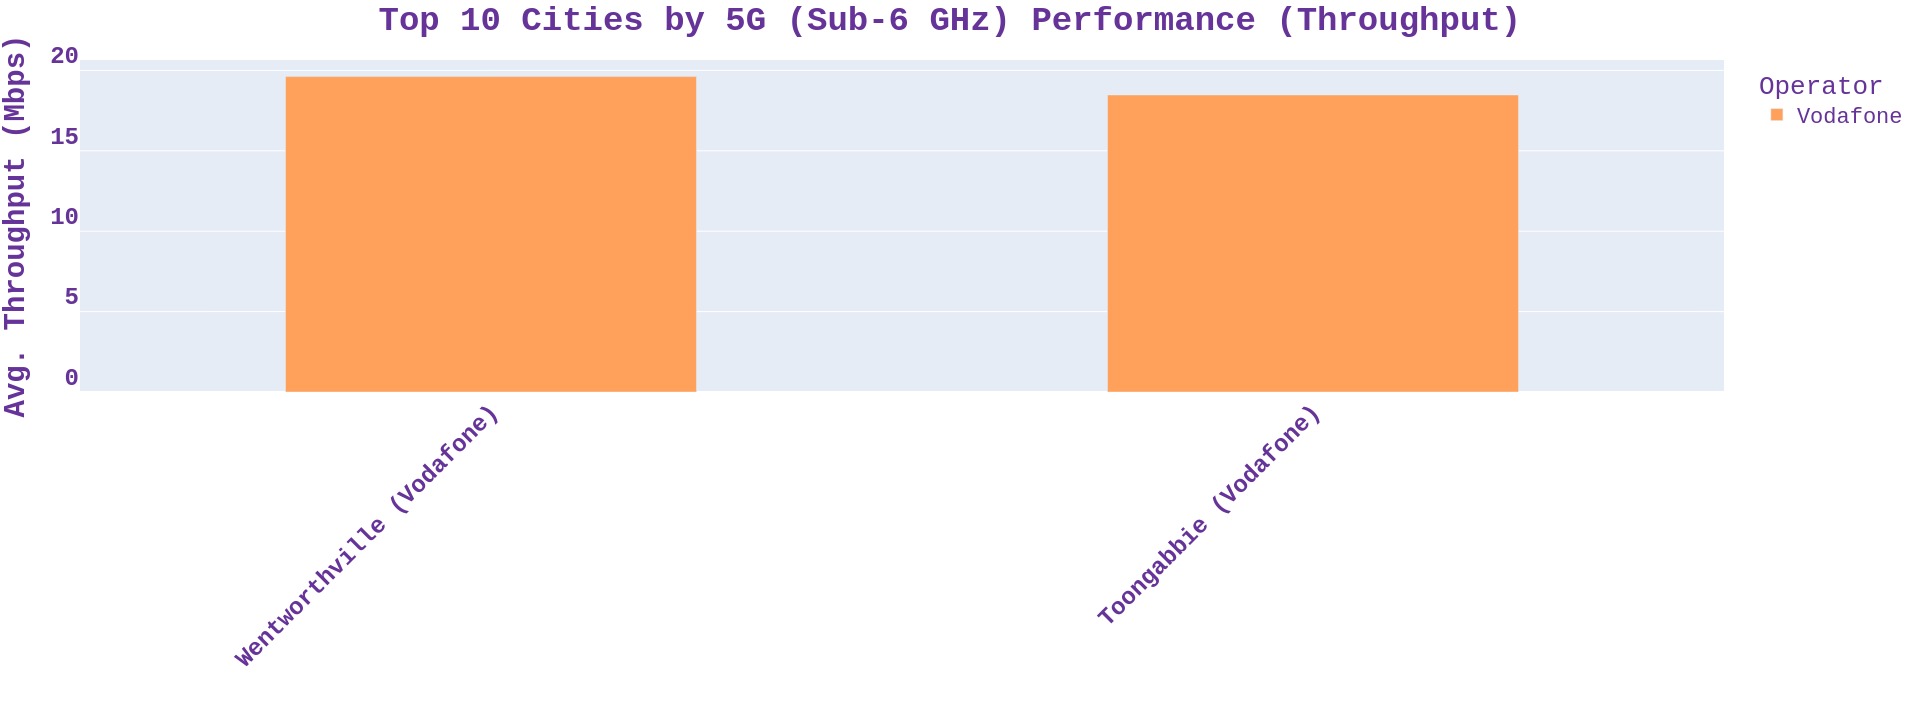 Top 10 Cities by 5G (Sub-6 GHz) Performance (Throughput)
Avg. Throughput (Mbps)
20
15
10
5
0
Wentworthville (Vodafone)
Toongabbie (Vodafone)
Operator
Vodafone